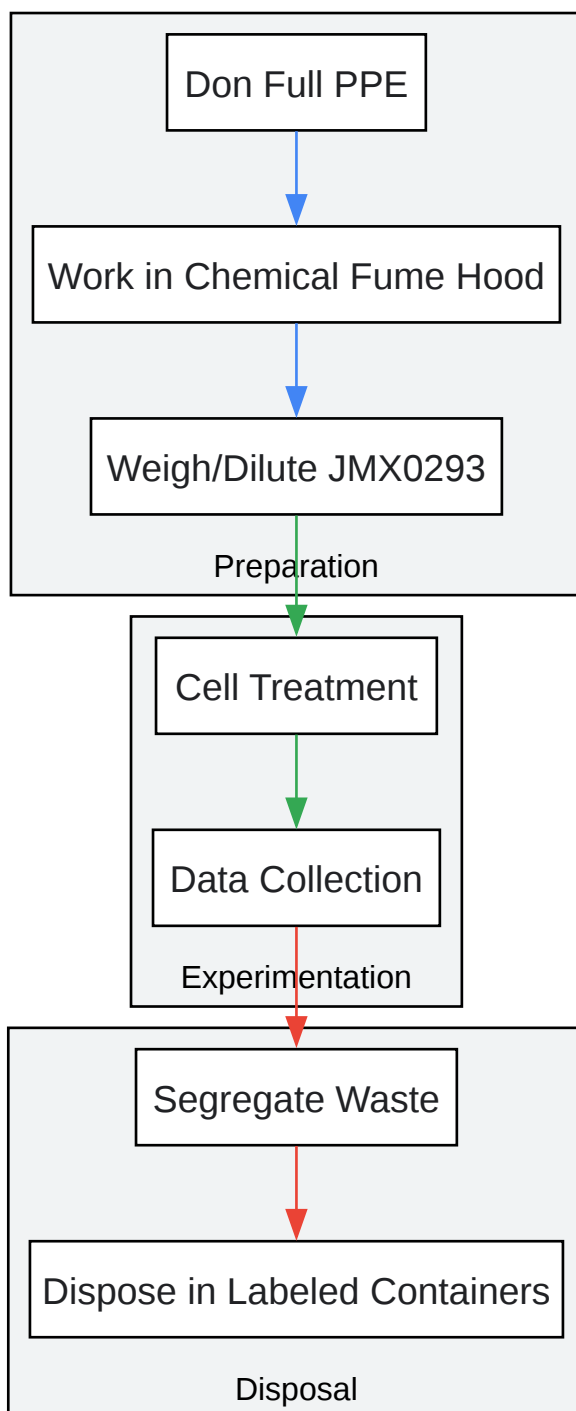 Don Full PPE
Work in Chemical Fume Hood
Weigh/Dilute JMX0293
Preparation
Cell Treatment
Data Collection
Experimentation
Segregate Waste
Dispose in Labeled Containers
Disposal